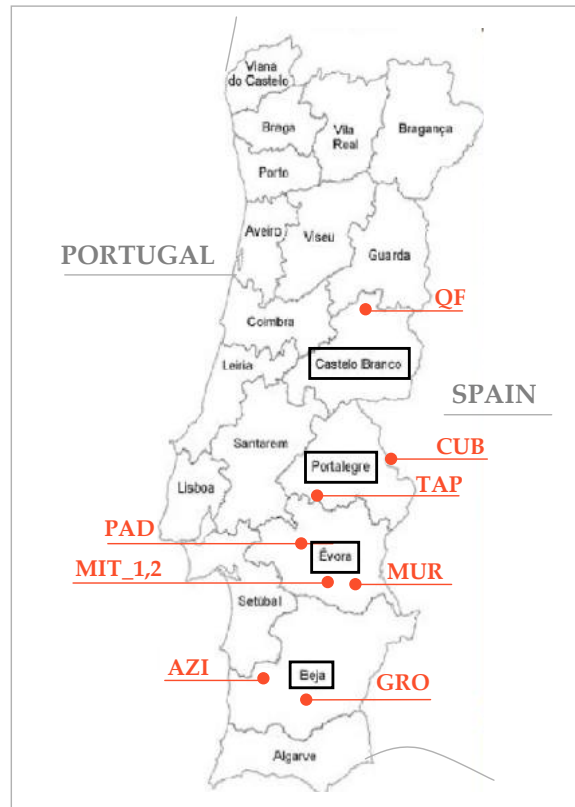 Viana
do Castelo
Braga
Vila
Real
Bragança
Porto
Aveiro
Viseu
PORTUGAL
Guarda
QF
Coimbra
Leiria
Castelo Branco
SPAIN
Santarem
CUB
Portalegre
TAP
Lisboa
PAD
Évora
MIT_1,2
MUR
Setúbal
AZI
Beja
GRO
Algarve